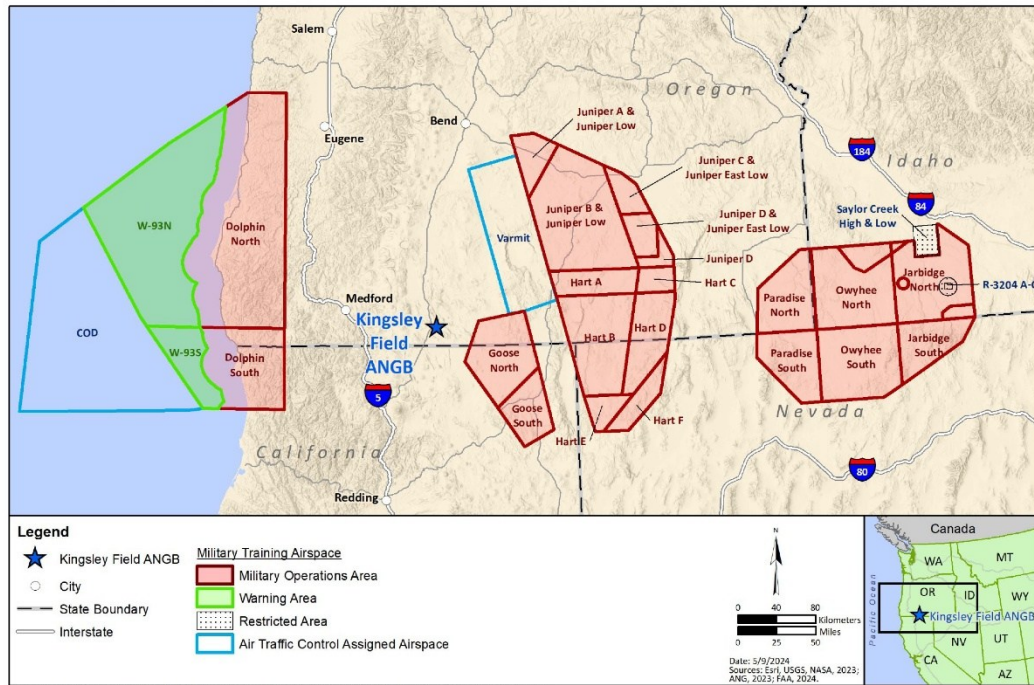 Salem
Eugene
Bend
Oregon
Idaho
184
84
Juniper A &
Juniper Low
Juniper C &
Juniper East Low
Juniper B &
Juniper Low
Juniper D &
Juniper East Low
Juniper D
Varmit
Hart A
Hart C
Hart B
Hart D
Hart E
Hart F
W-93N
Dolphin
North
COD
W-93S
Dolphin
South
Medford
Kingsley
Field
ANGB
5
Goose
North
Goose
South
California
Redding
Saylor Creek
High & Low
Jarbidge
North
Owyhee
North
Paradise
North
Paradise
South
Owyhee
South
Jarbidge
South
Nevada
80
Legend
Kingsley Field ANGB
City
State Boundary
Interstate
Military Training Airspace
Military Operations Area
Warning Area
Restricted Area
Air Traffic Control Assigned Airspace
N
0 40 80
Kilometers
Miles
0 25 50
Date: 5/9/2024
Sources: Esri, USGS, NASA, 2023;
ANG, 2023; FAA, 2024.
Canada
WA
MT
OR
ID
WY
Kingsley Field ANGB
NV
UT
CA
AZ
Pacific Ocean